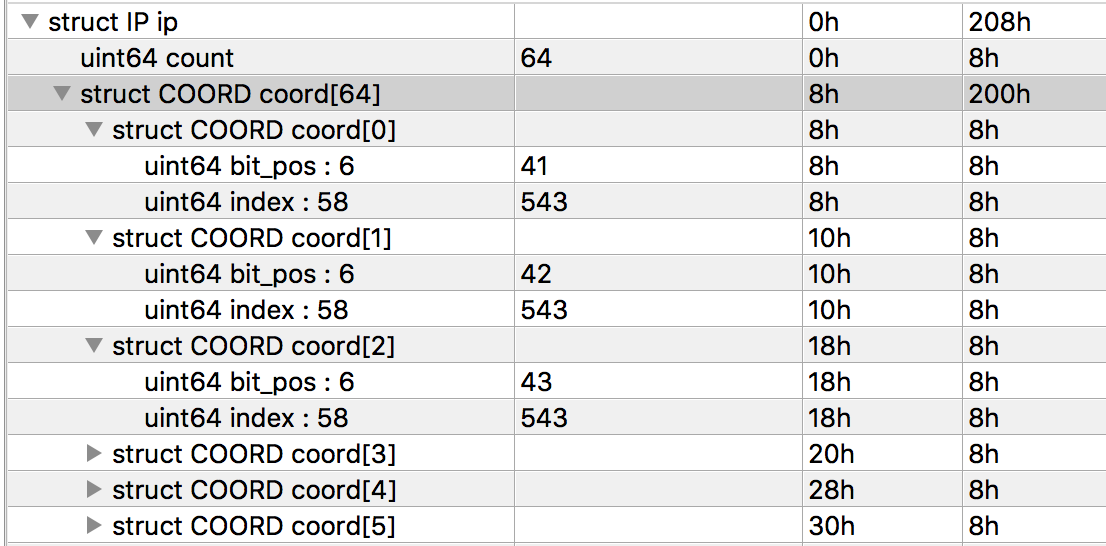 struct IP ip 0h 208h
uint64 count 64 0h 8h
struct COORD coord[64] 8h 200h
struct COORD coord[0] 8h 8h
uint64 bit_pos : 6 41 8h 8h
uint64 index : 58 543 8h 8h
struct COORD coord[1] 10h 8h
uint64 bit_pos : 6 42 10h 8h
uint64 index : 58 543 10h 8h
struct COORD coord[2] 18h 8h
uint64 bit_pos : 6 43 18h 8h
uint64 index : 58 543 18h 8h
struct COORD coord[3] 20h 8h
struct COORD coord[4] 28h 8h
struct COORD coord[5] 30h 8h